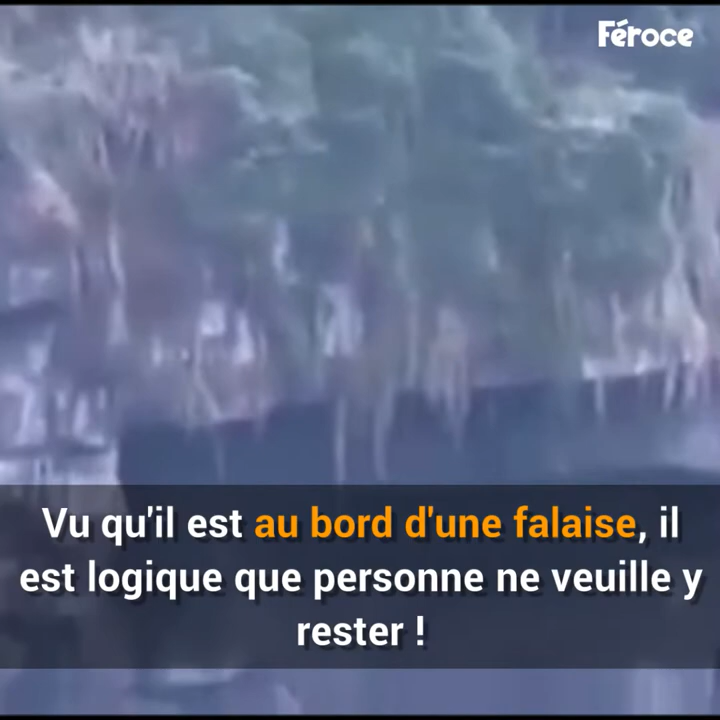 Féroce
Vu qu'il est au bord d'une falaise, il
est logique que personne ne veuille y
rester !